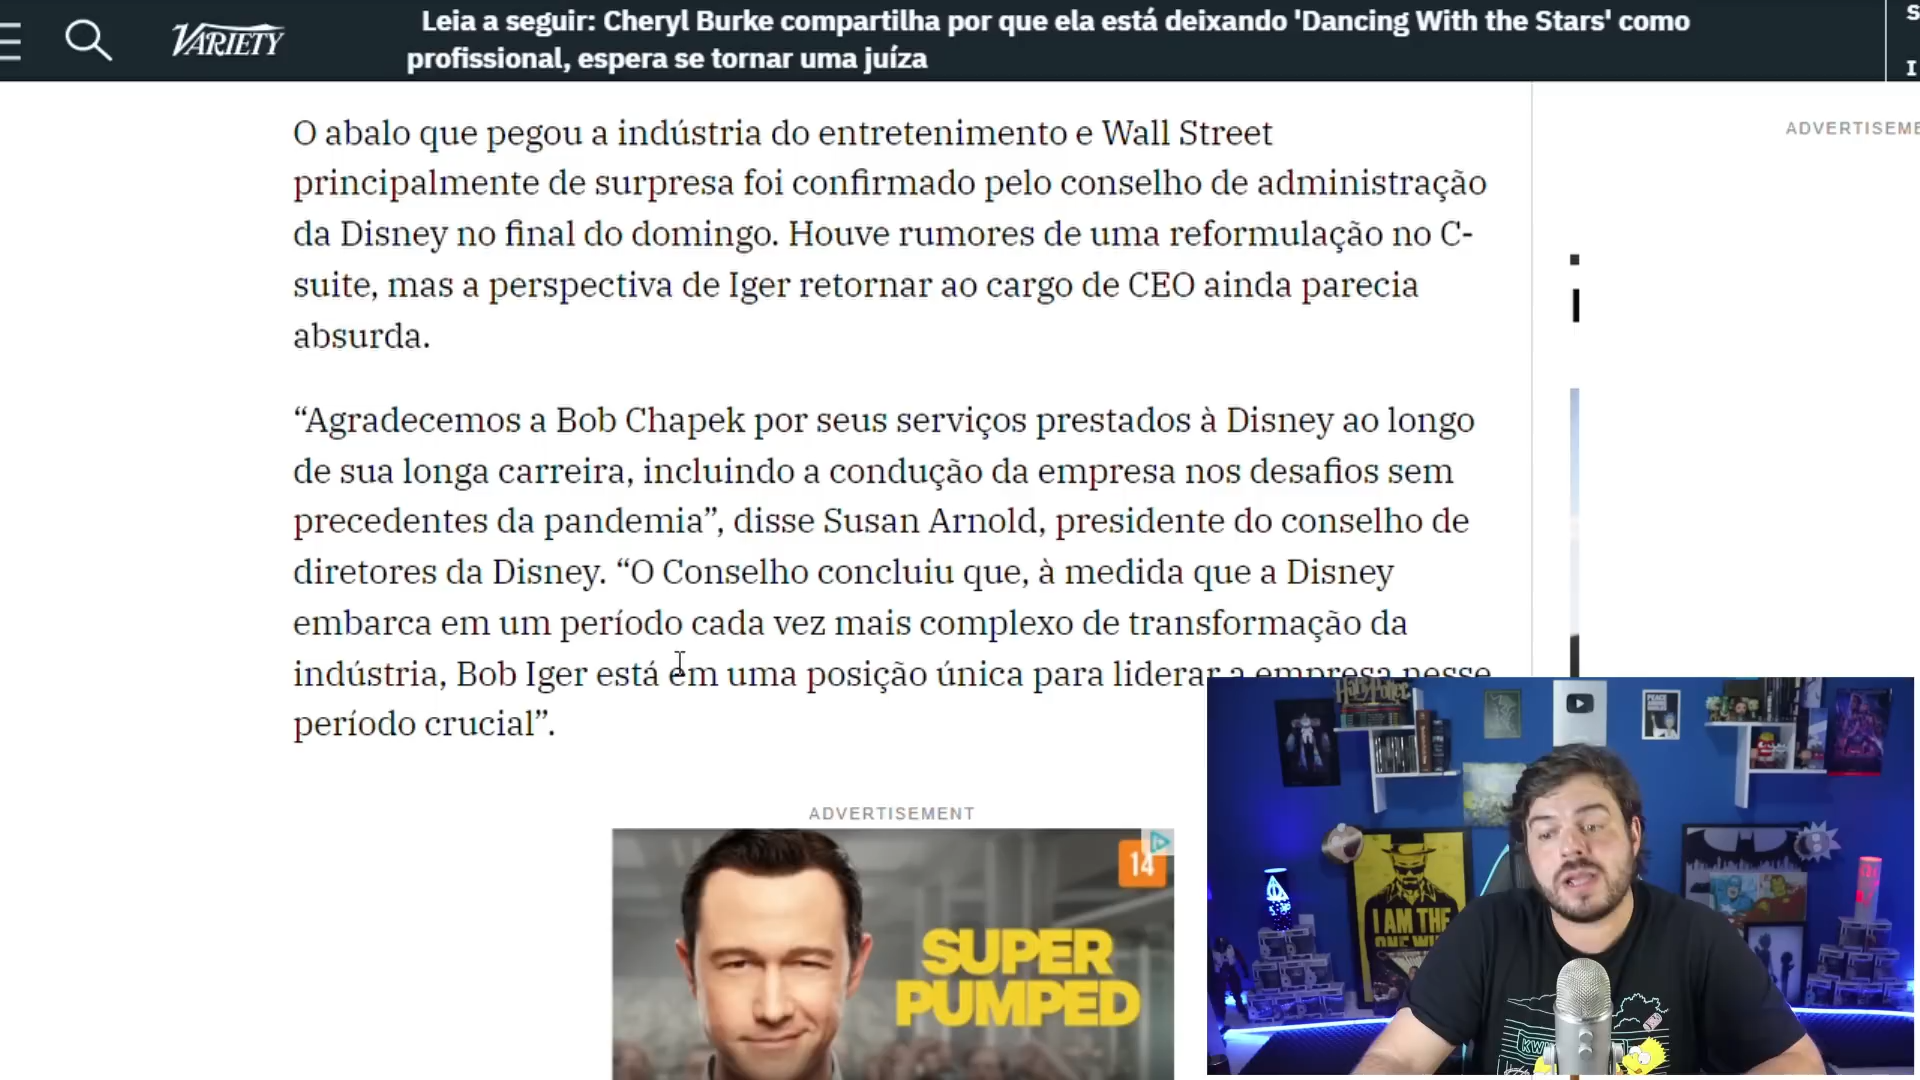 VARIETY
Leia a seguir: Cheryl Burke compartilha por que ela está deixando 'Dancing With the Stars' como
profissional, espera se tornar uma juíza
S
I
ADVERTISEME
O abalo que pegou a indústria do entretenimento e Wall Street
principalmente de surpresa foi confirmado pelo conselho de administração
da Disney no final do domingo. Houve rumores de uma reformulação no C-
suite, mas a perspectiva de Iger retornar ao cargo de CEO ainda parecia
absurda.
“Agradecemos a Bob Chapek por seus serviços prestados à Disney ao longo
de sua longa carreira, incluindo a condução da empresa nos desafios sem
precedentes da pandemia”, disse Susan Arnold, presidente do conselho de
diretores da Disney. “O Conselho concluiu que, à medida que a Disney
embarca em um período cada vez mais complexo de transformação da
indústria, Bob Iger está em uma posição única para liderar a empresa nesse
período crucial”.
ADVERTISEMENT
14
SUPER
PUMPED
Harry Potter
PEACE
I AM THE
ONE WHO